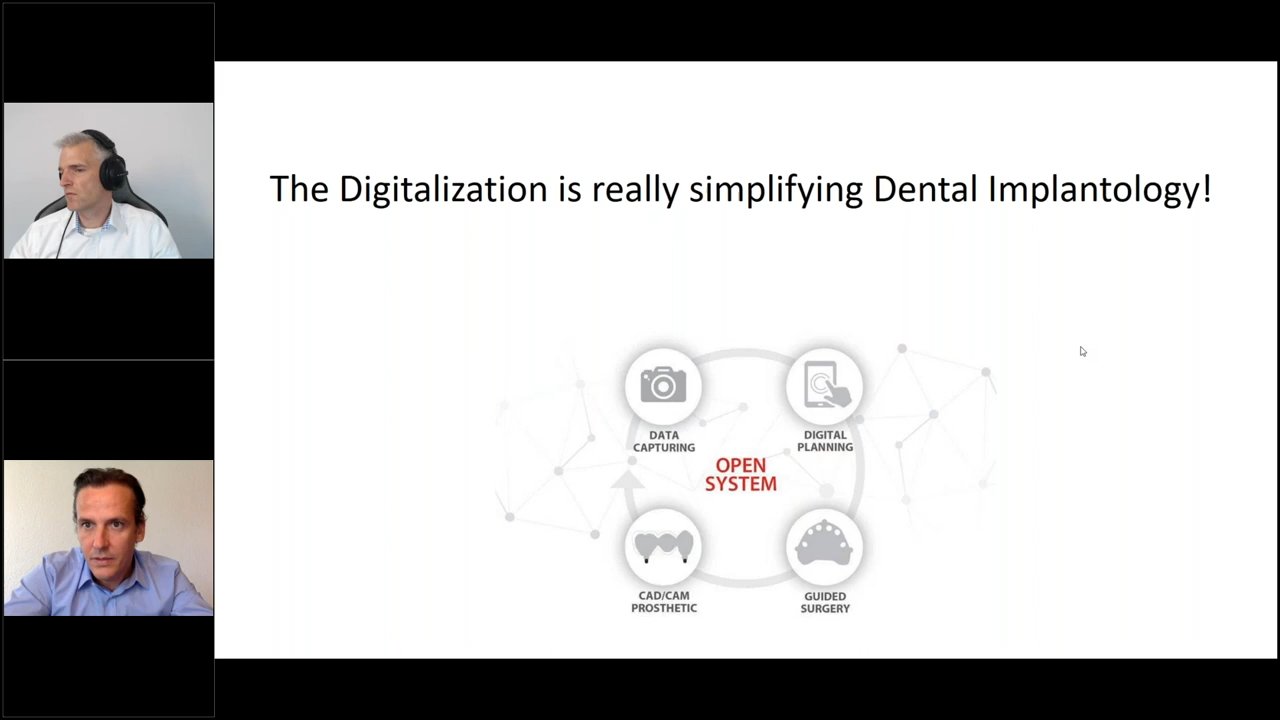 The Digitalization is really simplifying Dental Implantology!
DATA
CAPTURING
DIGITAL
PLANNING
OPEN
SYSTEM
CAD/CAM
PROSTHETIC
GUIDED
SURGERY